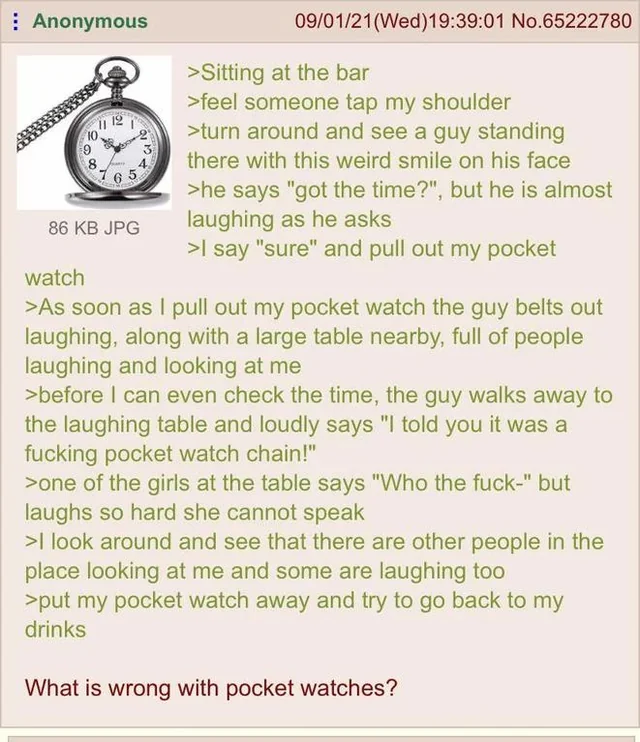 Anonymous 09/01/21(Wed)19:39:01 No.65222780
>Sitting at the bar
>feel someone tap my shoulder
>turn around and see a guy standing
there with this weird smile on his face
>he says "got the time?", but he is almost
laughing as he asks
86 KB JPG
>I say "sure" and pull out my pocket
watch
>As soon as I pull out my pocket watch the guy belts out
laughing, along with a large table nearby, full of people
laughing and looking at me
>before I can even check the time, the guy walks away to
the laughing table and loudly says "I told you it was a
fucking pocket watch chain!"
>one of the girls at the table says "Who the fuck-" but
laughs so hard she cannot speak
>I look around and see that there are other people in the
place looking at me and some are laughing too
>put my pocket watch away and try to go back to my
drinks
What is wrong with pocket watches?